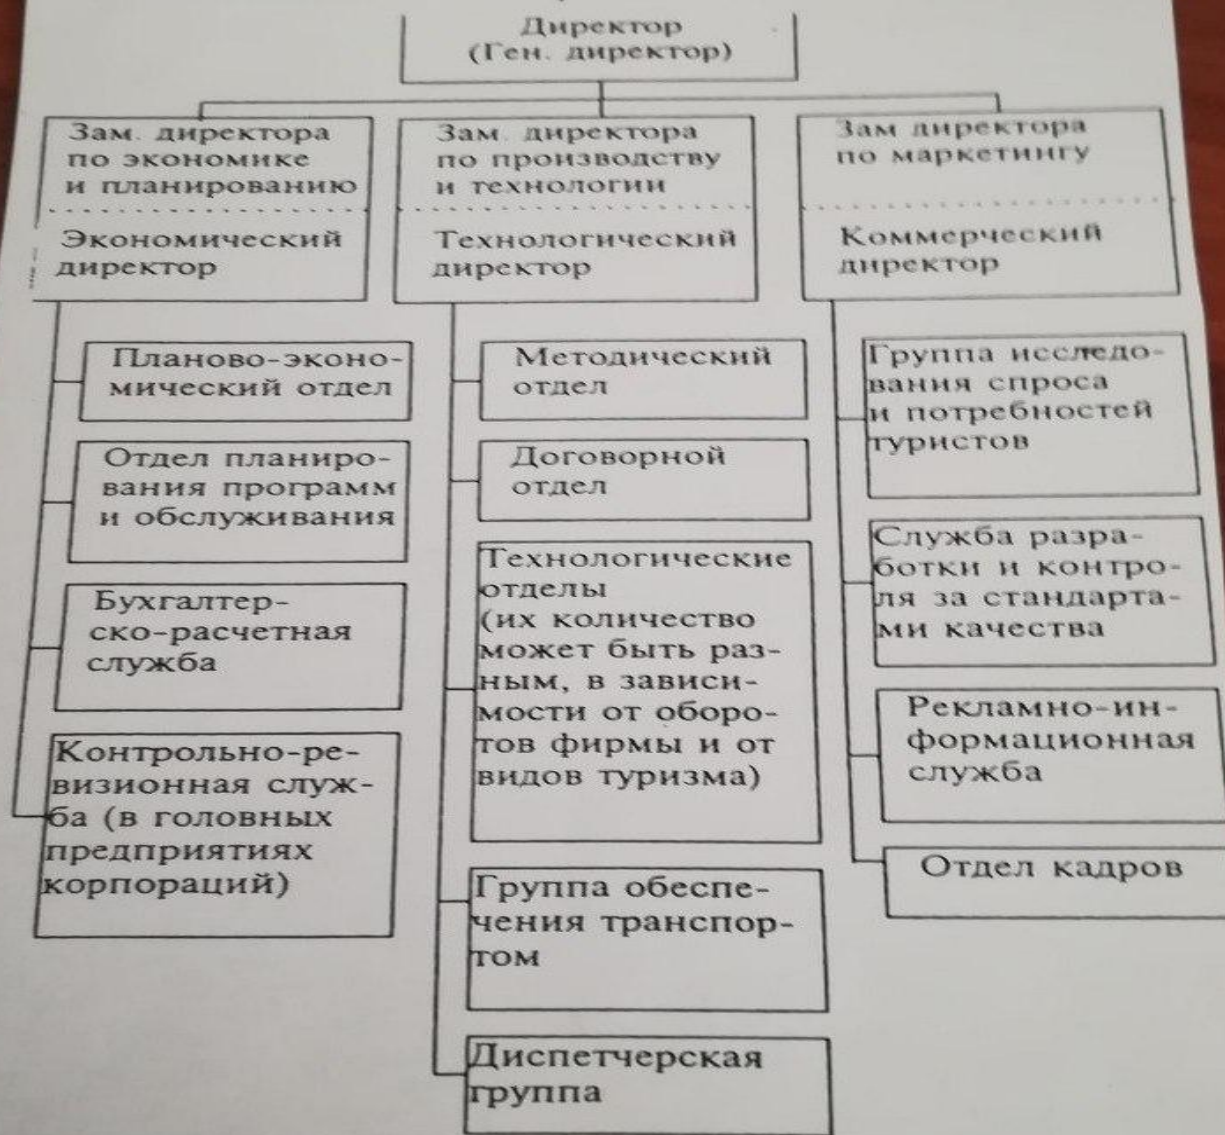 Директор
(Ген. директор)
Зам. директора
по экономике
и планированию
Экономический
директор
Планово-эконо-
мический отдел
Отдел планиро-
вания программ
и обслуживания
Бухгалтер-
ско-расчетная
служба
Контрольно-ре-
визионная служ-
ба (в головных
предприятиях
корпораций)
Зам. директора
по производству
и технологии
Технологический
директор
Методический
отдел
Договорной
отдел
Технологические
отделы
(их количество
может быть раз-
ным, в зависи-
мости от оборо-
тов фирмы и от
видов туризма)
Группа обеспе-
чения транспор-
том
Диспетчерская
группа
Зам директора
по маркетингу
Коммерческий
директор
Группа исследо-
вания спроса
и потребностей
туристов
Служба разра-
ботки и контро-
ля за стандарта-
ми качества
Рекламно-ин-
формационная
служба
Отдел кадров